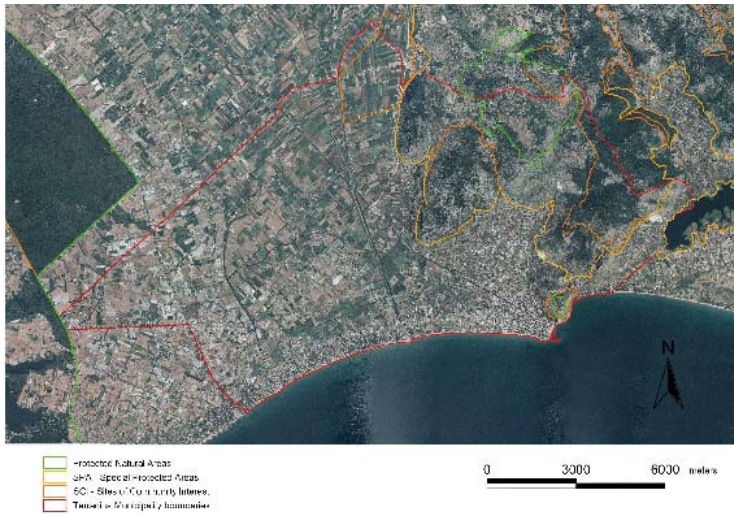 N
Protected Natural Areas
SPA - Special Protected Areas
SCI - Sites of Community Interest
Terracina Municipality boundaries
0 3000 6000 meters